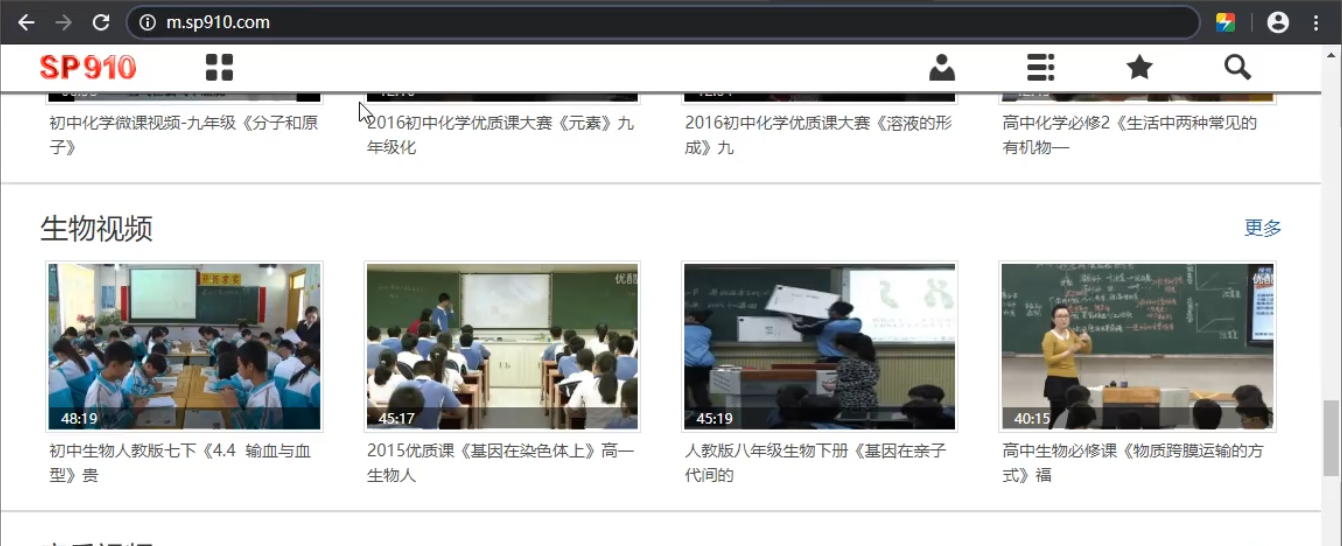 m.sp910.com
SP910
初中化学微课视频-九年级《分子和原
子》
2016初中化学优质课大赛《元素》九
年级化
2016初中化学优质课大赛《溶液的形
成》九
高中化学必修2《生活中两种常见的
有机物—
生物视频
更多
48:19
45:17
45:19
40:15
优酷
初中生物人教版七下《4.4 输血与血
型》贵
2015优质课《基因在染色体上》高一
生物人
人教版八年级生物下册《基因在亲子
代间的
高中生物必修课《物质跨膜运输的方
式》福